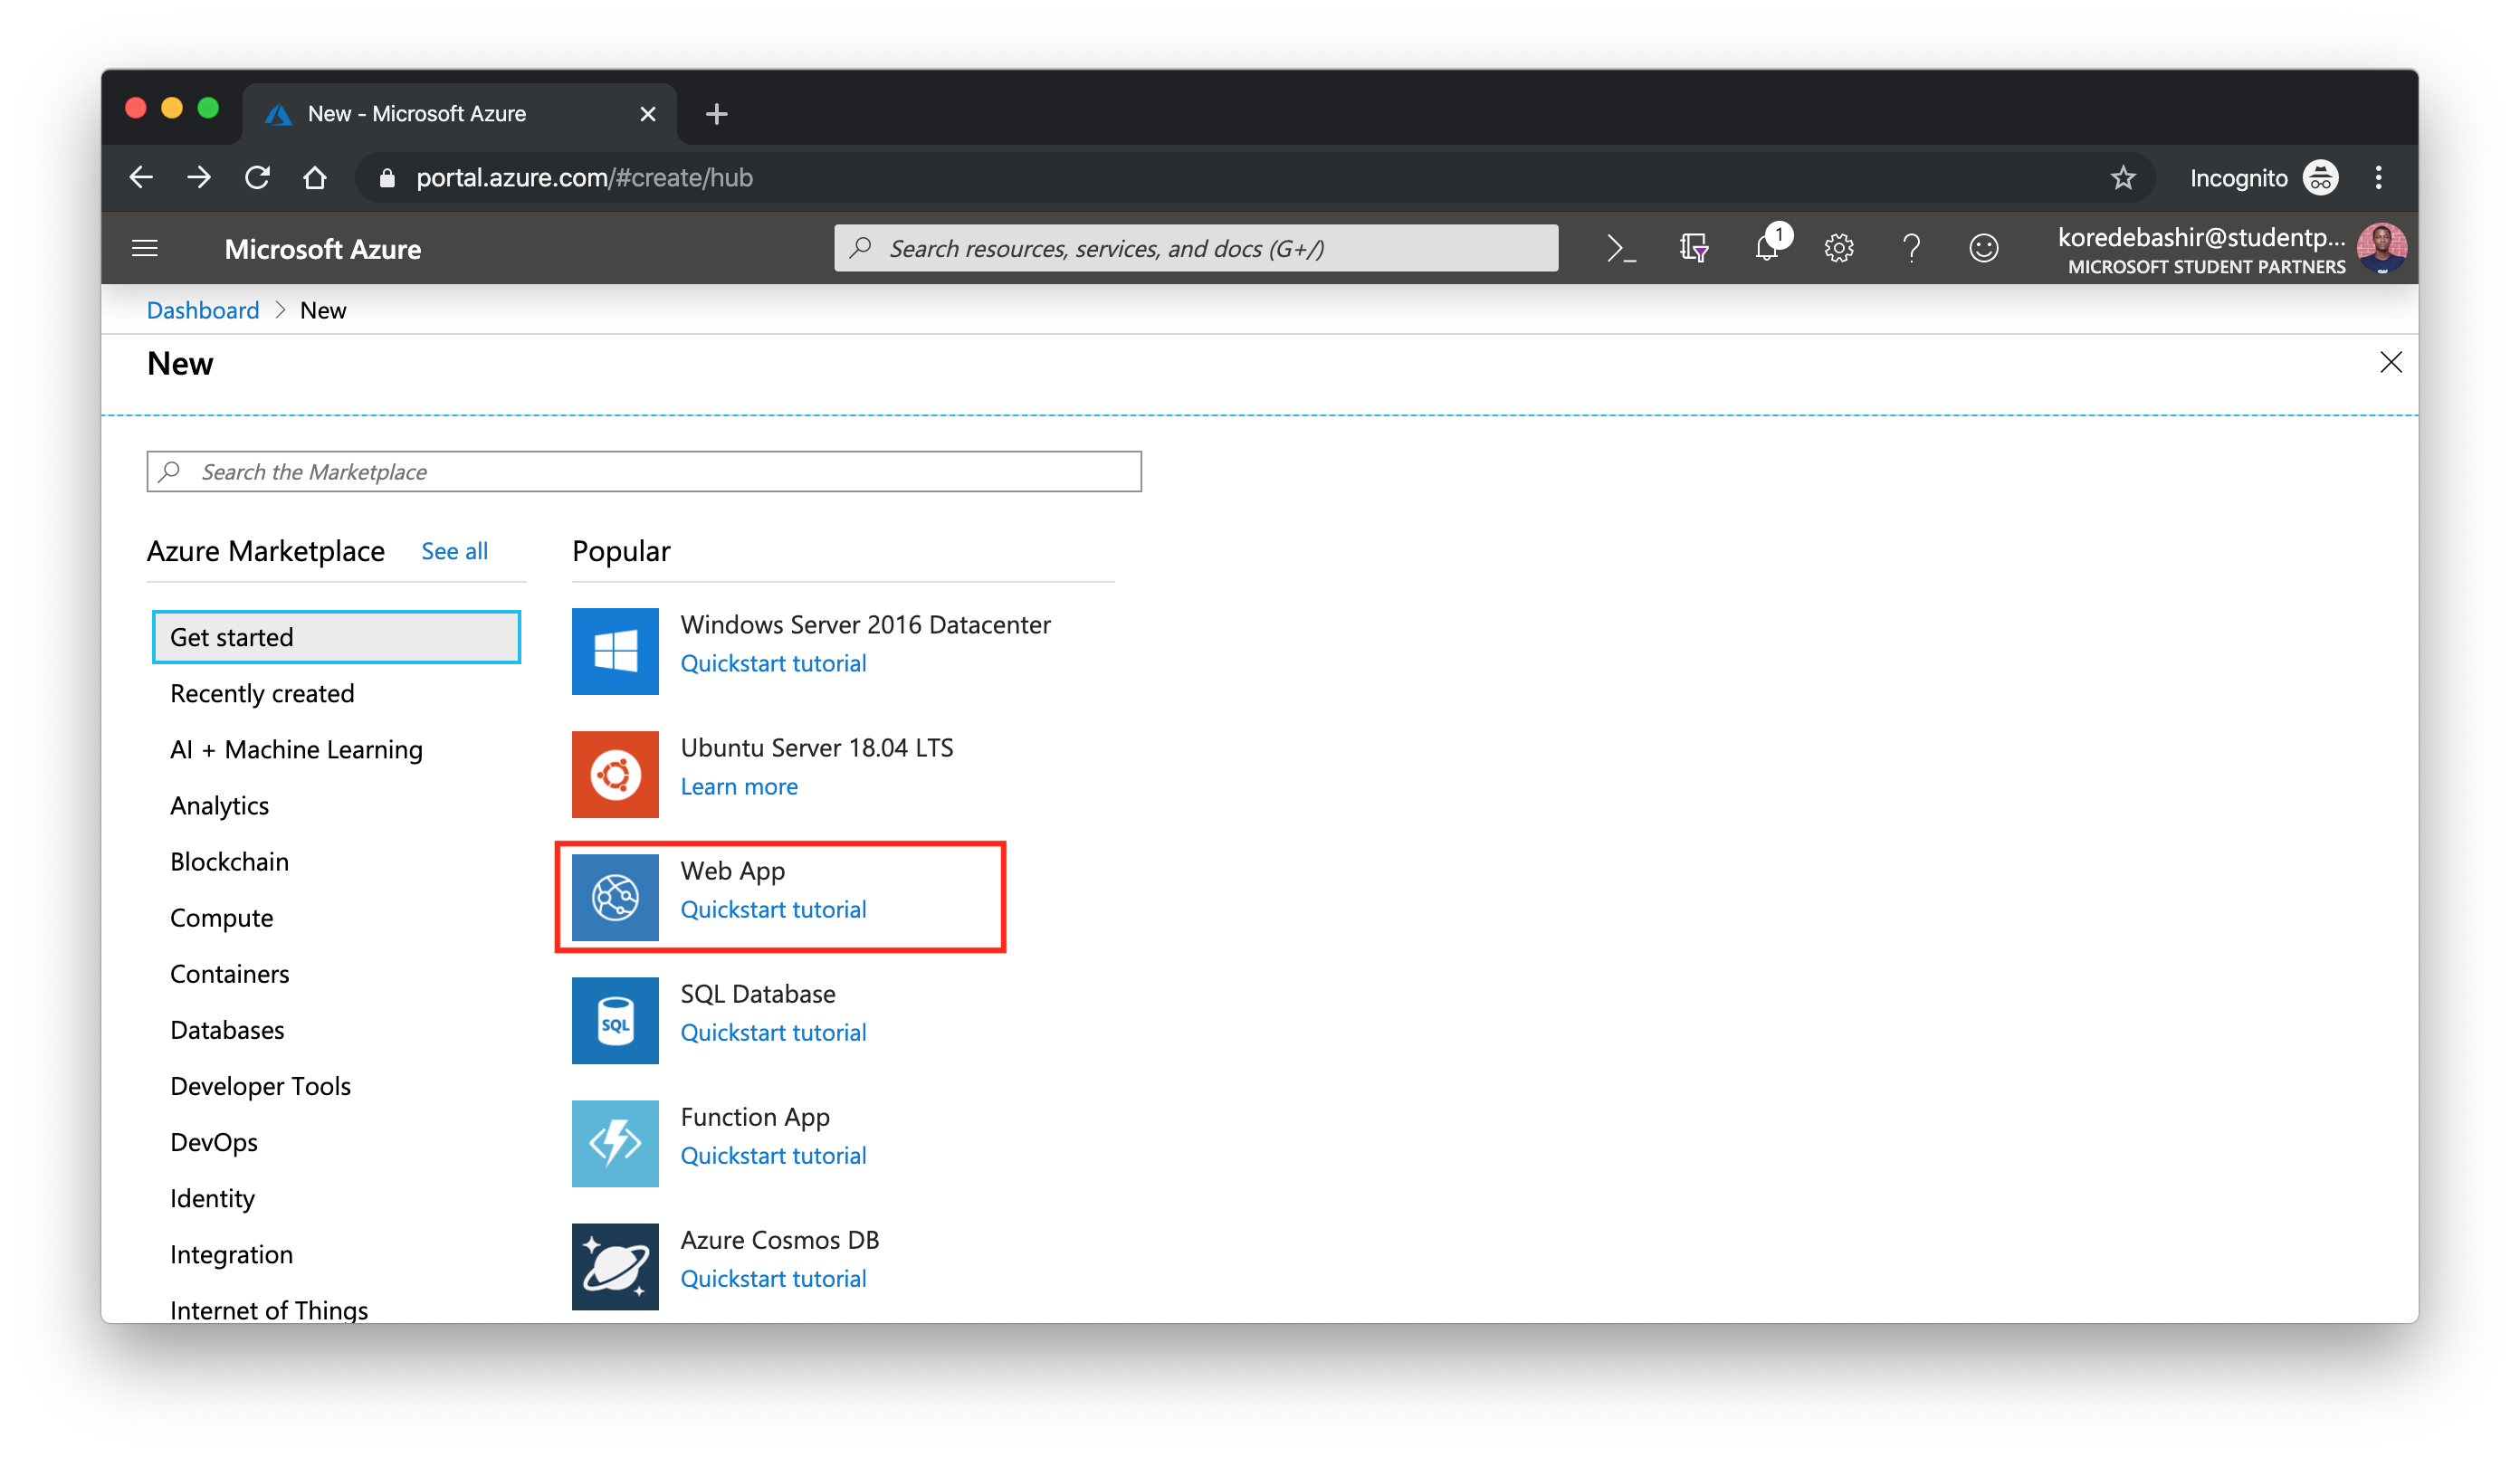 New - Microsoft Azure
portal.azure.com/#create/hub
Incognito
Microsoft Azure
Search resources, services, and docs (G+/)
1
koredebashir@studentp...
MICROSOFT STUDENT PARTNERS
Dashboard > New
New
Search the Marketplace
Azure Marketplace See all
Get started
Recently created
AI + Machine Learning
Analytics
Blockchain
Compute
Containers
Databases
Developer Tools
DevOps
Identity
Integration
Internet of Things
Popular
Windows Server 2016 Datacenter
Quickstart tutorial
Ubuntu Server 18.04 LTS
Learn more
Web App
Quickstart tutorial
SQL
SQL Database
Quickstart tutorial
Function App
Quickstart tutorial
Azure Cosmos DB
Quickstart tutorial